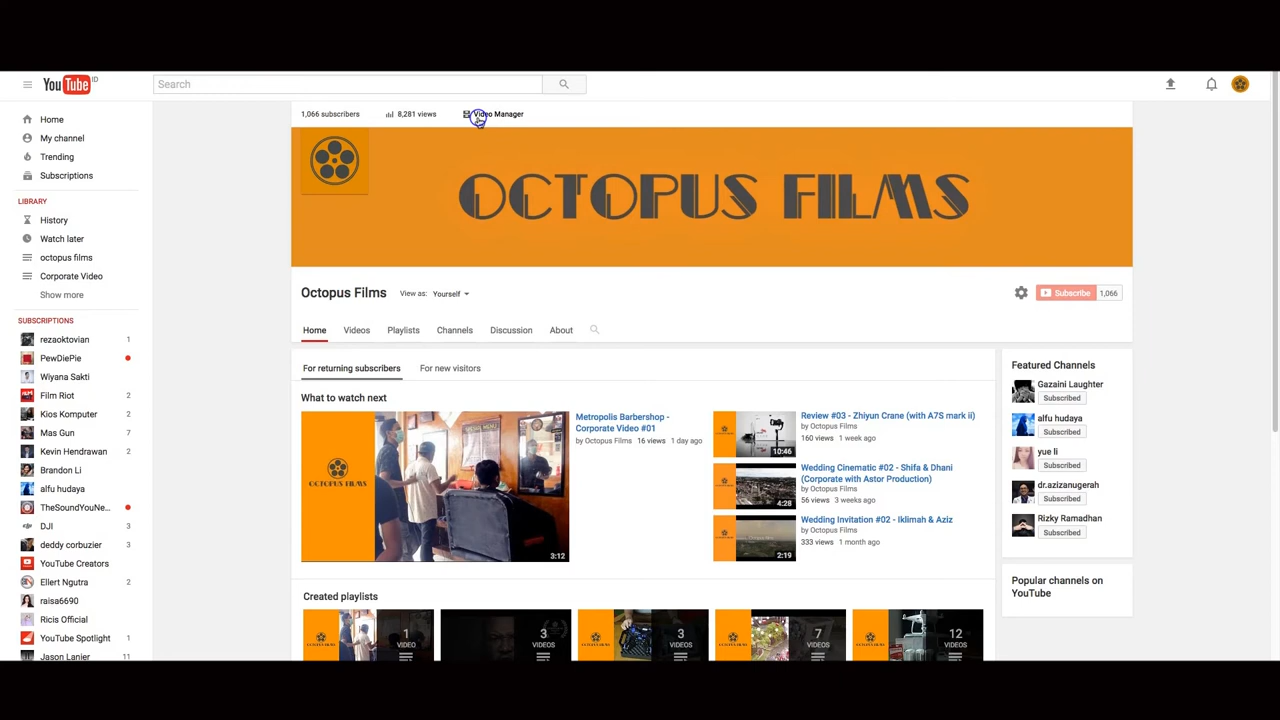 YouTube ID
Search
1,066 subscribers 8,281 views Video Manager
OCTOPUS FILMS
Octopus Films View as: Yourself
Subscribe 1,066
Home Videos Playlists Channels Discussion About
Home
My channel
Trending
Subscriptions
LIBRARY
History
Watch later
octopus films
Corporate Video
Show more
SUBSCRIPTIONS
rezaoktovian 1
PewDiePie
Wiyana Sakti
Film Riot 2
Kios Komputer 2
Mas Gun 7
Kevin Hendrawan 2
Brandon Li
alfu hudaya
TheSoundYouNe...
DJI 3
deddy corbuzier 3
YouTube Creators
Ellert Ngutra 2
raisa6690
Ricis Official
YouTube Spotlight 1
Jason Lanier 11
For returning subscribers For new visitors
What to watch next
OCTOPUS FILMS
3:12
Metropolis Barbershop -
Corporate Video #01
by Octopus Films 16 views 1 day ago
10:46
Review #03 - Zhiyun Crane (with A7S mark ii)
by Octopus Films
160 views 1 week ago
4:28
Wedding Cinematic #02 - Shifa & Dhani
(Corporate with Astor Production)
by Octopus Films
56 views 3 weeks ago
2:19
Wedding Invitation #02 - Iklimah & Aziz
by Octopus Films
333 views 1 month ago
Created playlists
1
VIDEO
3
VIDEOS
3
VIDEOS
7
VIDEOS
12
VIDEOS
Featured Channels
Gazaini Laughter
Subscribed
alfu hudaya
Subscribed
yue li
Subscribed
dr.azizanugerah
Subscribed
Rizky Ramadhan
Subscribed
Popular channels on
YouTube